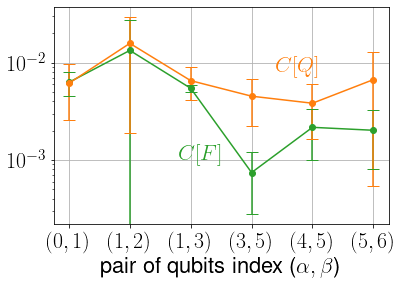 10⁻²
C[Q]
C[F]
10⁻³
(0, 1) (1, 2) (1, 3) (3, 5) (4, 5) (5, 6)
pair of qubits index (α, β)